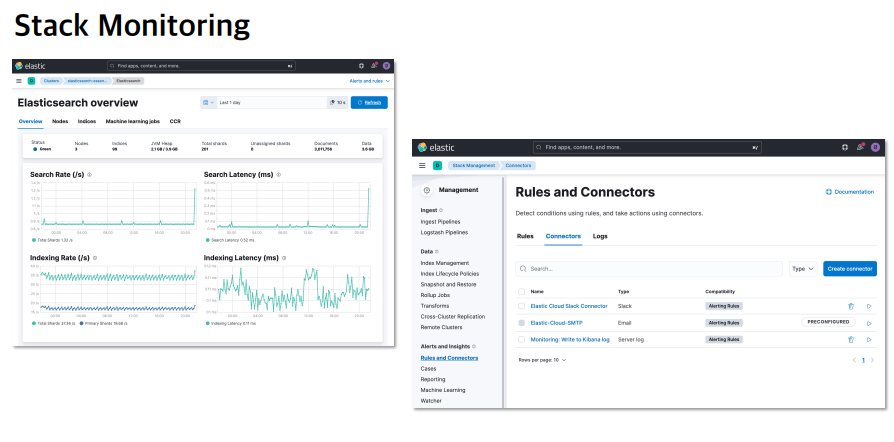 Stack Monitoring
elastic
Find apps, content, and more.
Clusters
Elasticsearch
Alerts and rules
Elasticsearch overview
Last 1 day
10 s
Refresh
Overview Nodes Indices Machine learning jobs CCR
Status Nodes Indices JVM Heap Total shards Unassigned shards Documents Data
Green 3 2.1 GB / 3.8 GB 201 0 3,011,758 3.6 GB
Search Rate (/s)
Total Shards 1.32 /s
Search Latency (ms)
Search Latency 0.52 ms
Indexing Rate (/s)
Total Shards Primary Shards
Indexing Latency (ms)
Indexing Latency 0.11 ms
elastic
Find apps, content, and more.
D Stack Management Connectors
Management
Ingest
Ingest Pipelines
Logstash Pipelines
Data
Index Management
Index Lifecycle Policies
Snapshot and Restore
Rollup Jobs
Transforms
Cross-Cluster Replication
Remote Clusters
Alerts and Insights
Rules and Connectors
Cases
Reporting
Machine Learning
Watcher
Rules and Connectors
Documentation
Detect conditions using rules, and take actions using connectors.
Rules Connectors Logs
Search...
Type
Create connector
Name Type Compatibility
Elastic Cloud Slack Connector Slack Alerting Rules
Elastic-Cloud-SMTP Email Alerting Rules PRECONFIGURED
Monitoring: Write to Kibana log Server log Alerting Rules
Rows per page: 10
1